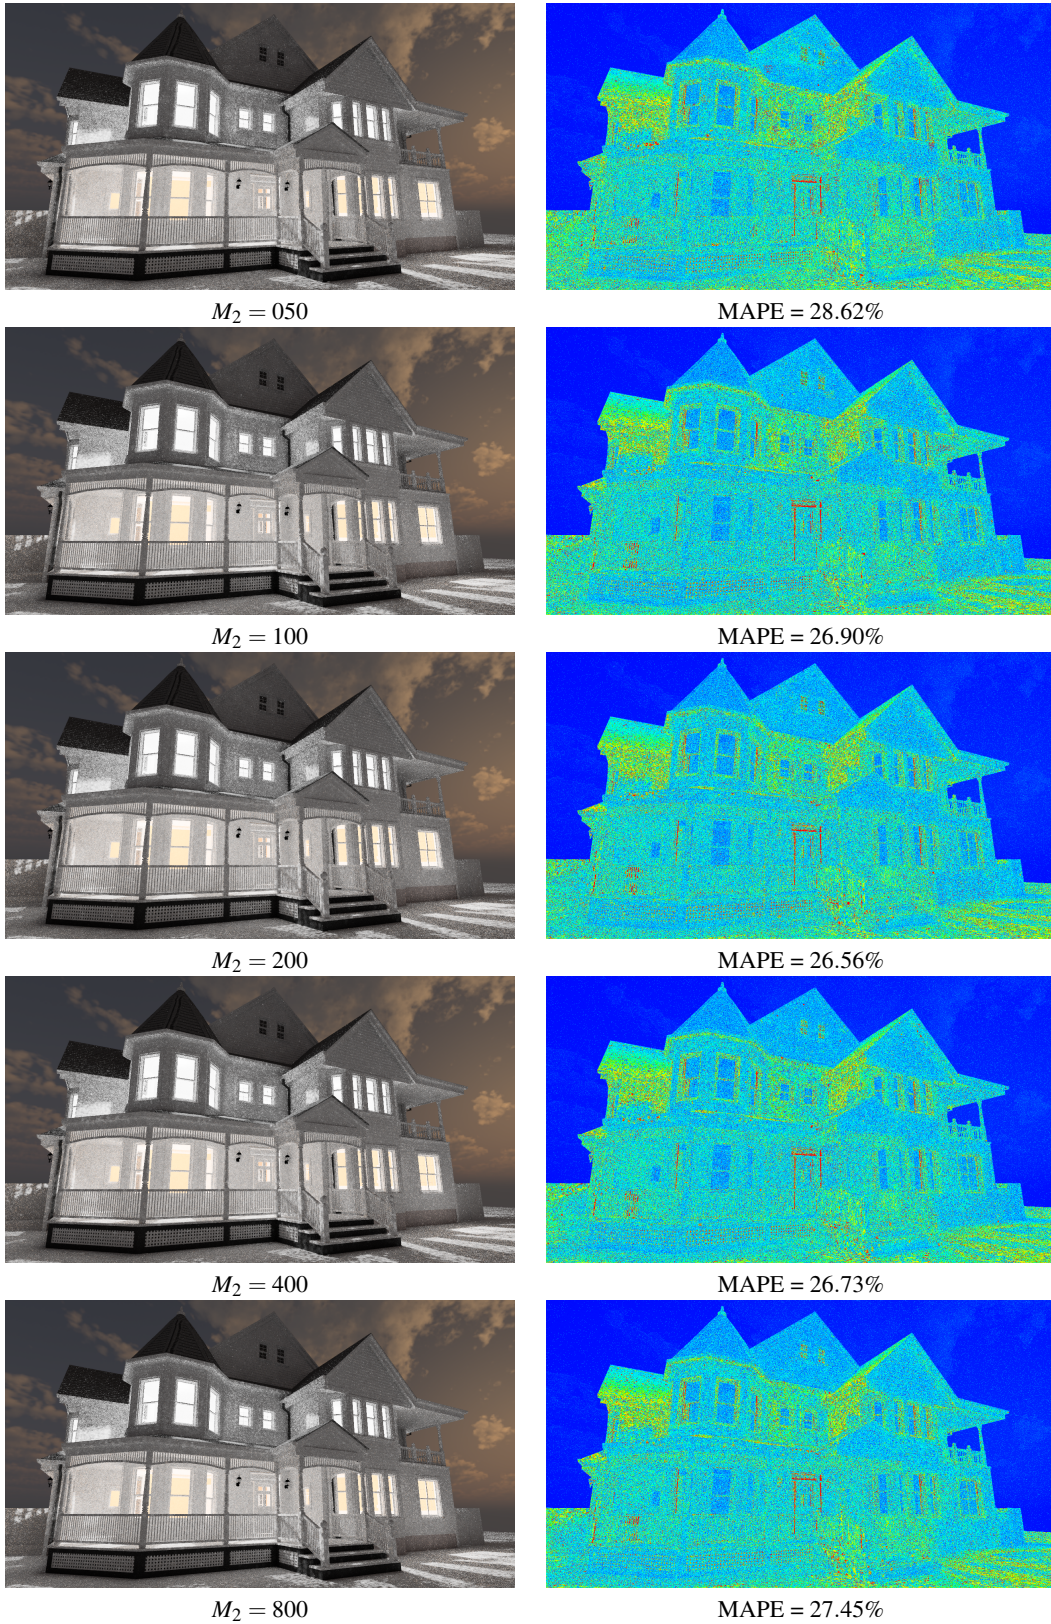 M₂ = 050
MAPE = 28.62%
M₂ = 100
MAPE = 26.90%
M₂ = 200
MAPE = 26.56%
M₂ = 400
MAPE = 26.73%
M₂ = 800
MAPE = 27.45%